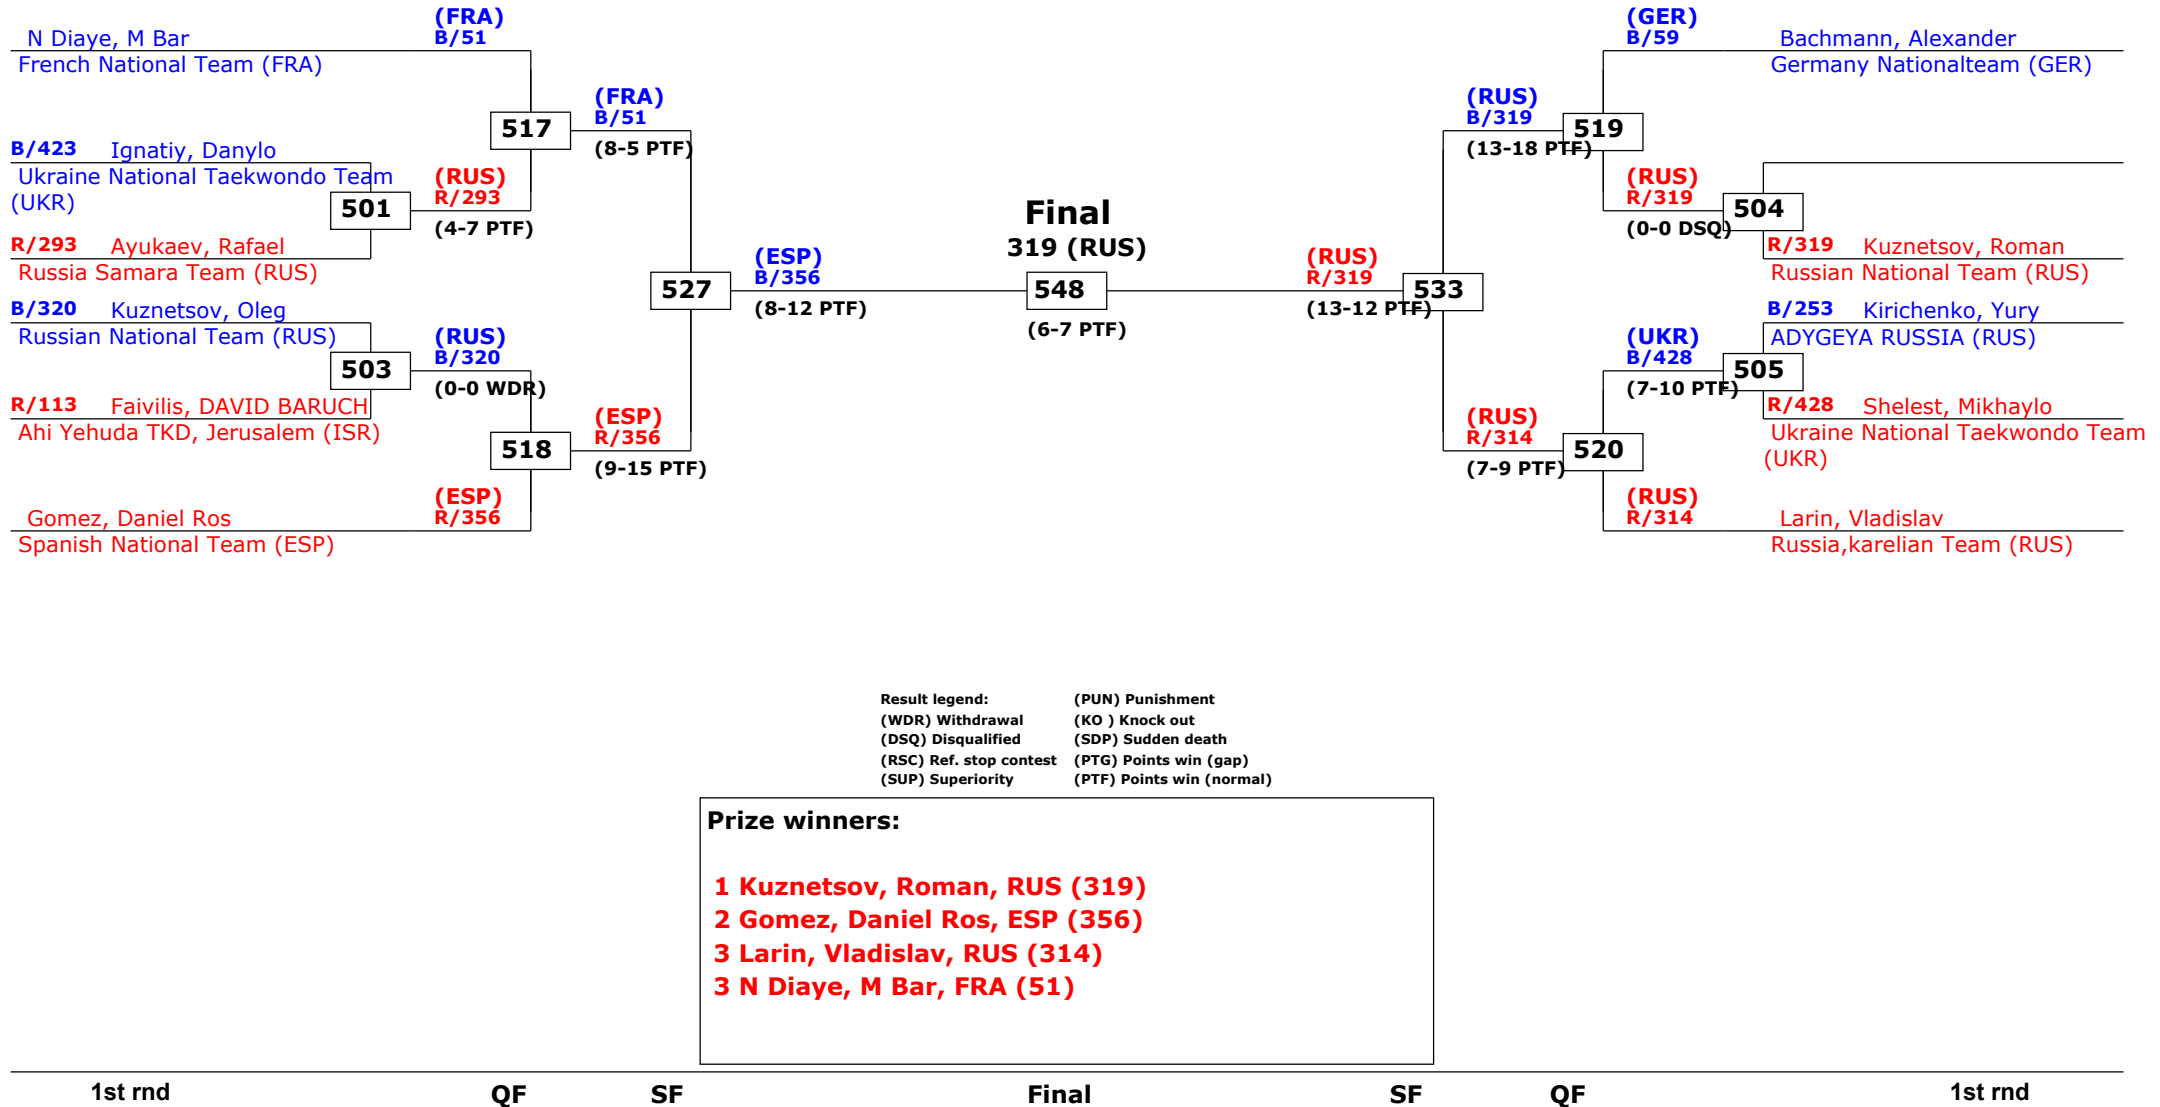 (FRA)
B/51
N Diaye, M Bar
French National Team (FRA)
517
(FRA)
B/51
(8-5 PTF)
B/423 Ignatiy, Danylo
Ukraine National Taekwondo Team
(UKR)
501
(RUS)
R/293
(4-7 PTF)
R/293 Ayukaev, Rafael
Russia Samara Team (RUS)
527
(ESP)
B/356
(8-12 PTF)
B/320 Kuznetsov, Oleg
Russian National Team (RUS)
503
(RUS)
B/320
(0-0 WDR)
R/113 Faivilis, DAVID BARUCH
Ahi Yehuda TKD, Jerusalem (ISR)
518
(ESP)
R/356
(9-15 PTF)
(ESP)
R/356
Gomez, Daniel Ros
Spanish National Team (ESP)
Final
319 (RUS)
548
(6-7 PTF)
(GER)
B/59
Bachmann, Alexander
Germany Nationalteam (GER)
(RUS)
B/319
(13-18 PTF)
519
(RUS)
R/319
(0-0 DSQ)
504
R/319 Kuznetsov, Roman
Russian National Team (RUS)
(RUS)
R/319
(13-12 PTF)
533
B/253 Kirichenko, Yury
ADYGEYA RUSSIA (RUS)
(UKR)
B/428
(7-10 PTF)
505
R/428 Shelest, Mikhaylo
Ukraine National Taekwondo Team
(UKR)
(RUS)
R/314
(7-9 PTF)
520
(RUS)
R/314
Larin, Vladislav
Russia,karelian Team (RUS)
Result legend: (PUN) Punishment
(WDR) Withdrawal (KO ) Knock out
(DSQ) Disqualified (SDP) Sudden death
(RSC) Ref. stop contest (PTG) Points win (gap)
(SUP) Superiority (PTF) Points win (normal)
Prize winners:
1 Kuznetsov, Roman, RUS (319)
2 Gomez, Daniel Ros, ESP (356)
3 Larin, Vladislav, RUS (314)
3 N Diaye, M Bar, FRA (51)
1st rnd QF SF Final SF QF 1st rnd